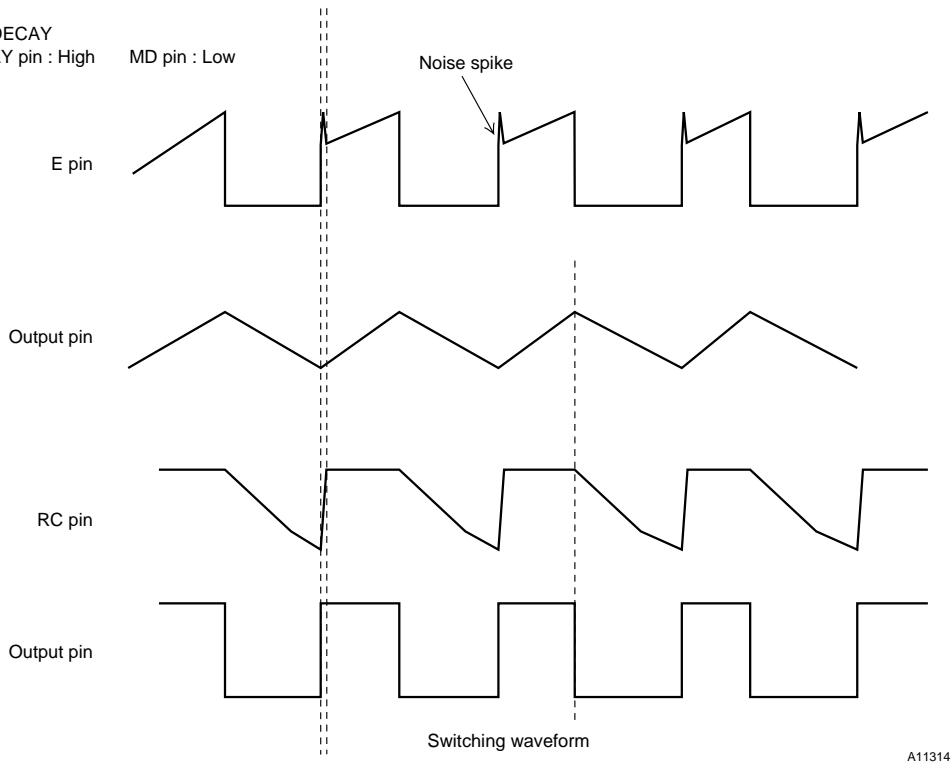 DECAY
Y pin : High MD pin : Low
Noise spike
E pin
Output pin
RC pin
Output pin
Switching waveform
A11314